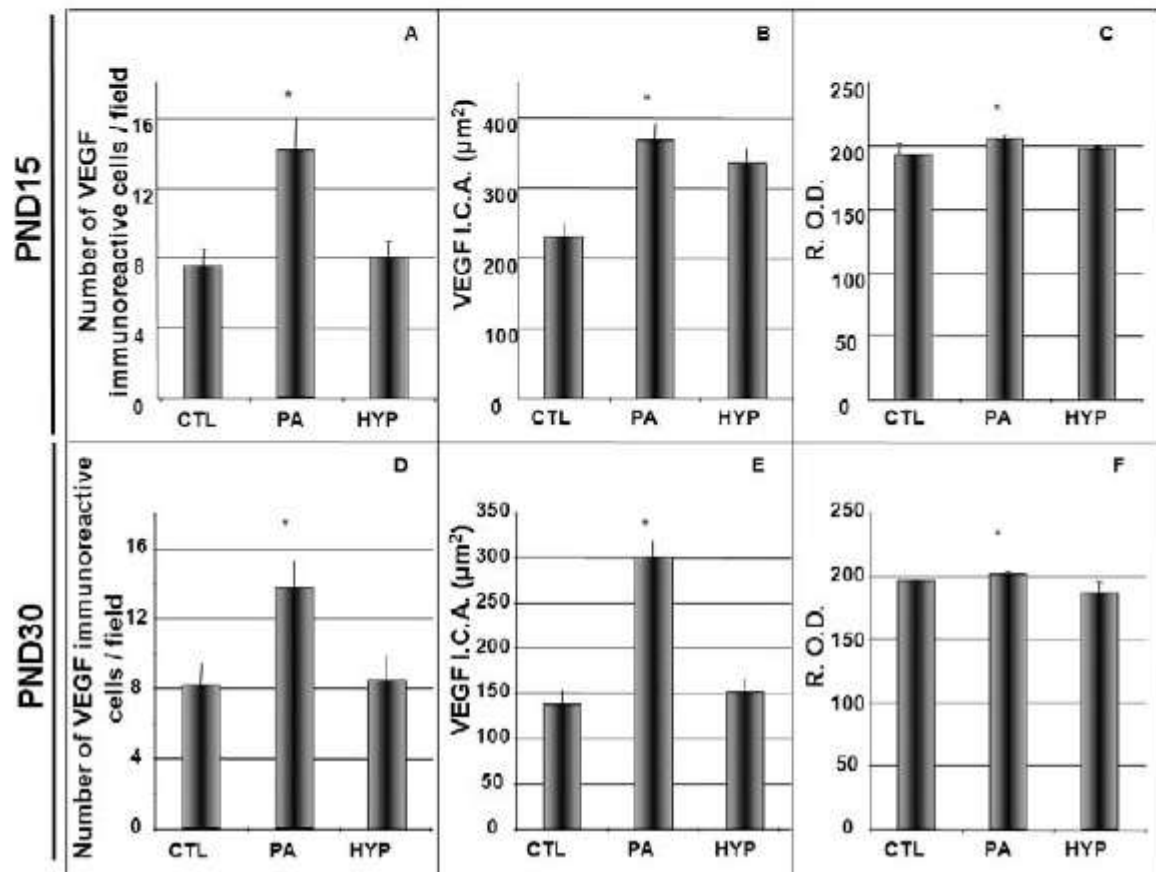 PND15
A
Number of VEGF
immunoreactive cells / field
16
12
8
4
0
CTL PA HYP
*
B
VEGF I.C.A. (µm²)
400
300
200
100
0
CTL PA HYP
*
C
R. O.D.
250
200
150
100
50
0
CTL PA HYP
*
PND30
D
Number of VEGF immunoreactive
cells / field
16
12
8
4
0
CTL PA HYP
*
E
VEGF I.C.A. (µm²)
350
300
250
200
150
100
50
0
CTL PA HYP
*
F
R. O.D.
250
200
150
100
50
0
CTL PA HYP
*